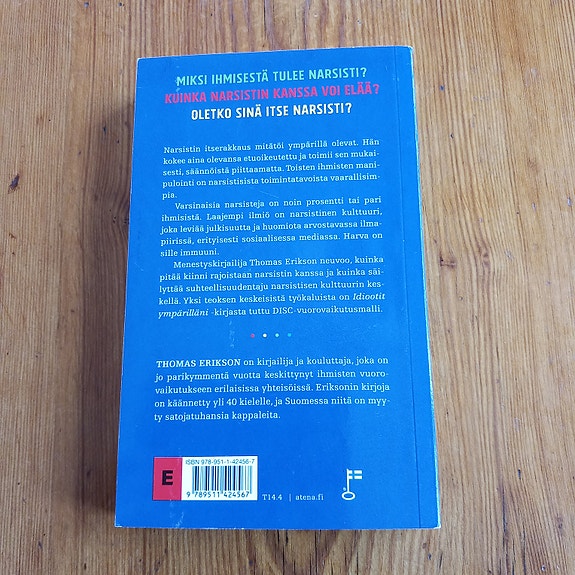 MIKSI IHMISESTÄ TULEE NARSISTI?
KUINKA NARSISTIN KANSSA VOI ELÄÄ?
OLETKO SINÄ ITSE NARSISTI?
Narsistin itserakkaus mitätöi ympärillä olevat. Hän
kokee aina olevansa etuoikeutettu ja toimii sen mukai-
sesti, säännöistä piittaamatta. Toisten ihmisten mani-
pulointi on narsistisista toimintatavoista vaarallisim-
pia.
Varsinaisia narsisteja on noin prosentti tai pari
ihmisistä. Laajempi ilmiö on narsistinen kulttuuri,
joka leviää julkisuutta ja huomiota arvostavassa ilma-
piirissä, erityisesti sosiaalisessa mediassa. Harva on
sille immuuni.
Menestyskirjailija Thomas Erikson neuvoo, kuinka
pitää kiinni rajoistaan narsistin kanssa ja kuinka säi-
lyttää suhteellisuudentaju narsistisen kulttuurin kes-
kellä. Yksi teoksen keskeisistä työkaluista on Idiootit
ympärilläni -kirjasta tuttu DISC-vuorovaikutusmalli.
THOMAS ERIKSON on kirjailija ja kouluttaja, joka on
jo parikymmentä vuotta keskittynyt ihmisten vuoro-
vaikutukseen erilaisissa yhteisöissä. Eriksonin kirjoja
on käännetty yli 40 kielelle, ja Suomessa niitä on myy-
ty satojatuhansia kappaleita.
ISBN 978-951-1-42456-7
E
9 789511 424567
T14.4 | atena.fi